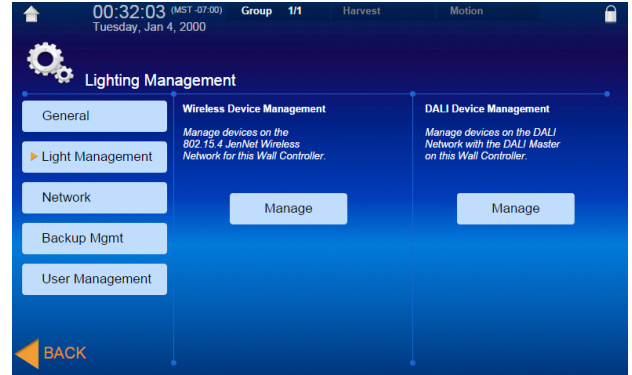 00:32:03 (MST -07:00) Group 1/1 Harvest Motion
Tuesday, Jan 4, 2000
Lighting Management
General
Light Management
Network
Backup Mgmt
User Management
BACK
Wireless Device Management
Manage devices on the
802.15.4 JenNet Wireless
Network for this Wall Controller.
Manage
DALI Device Management
Manage devices on the DALI
Network with the DALI Master
on this Wall Controller.
Manage